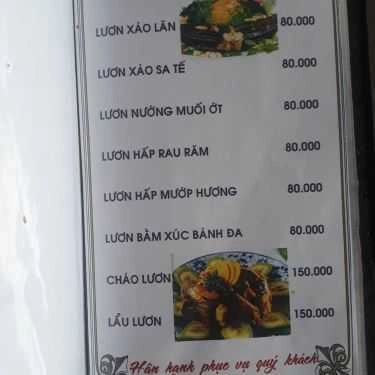 LƯƠN XÀO LĂN 80.000
LƯƠN XÀO SA TẾ 80.000
LƯƠN NƯỚNG MUỐI ỚT 80.000
LƯƠN HẤP RAU RĂM 80.000
LƯƠN HẤP MƯỚP HƯƠNG 80.000
LƯƠN BẰM XÚC BÁNH ĐA 80.000
CHÁO LƯƠN 150.000
LẨU LƯƠN 150.000
Hân hạnh phục vụ quý khách